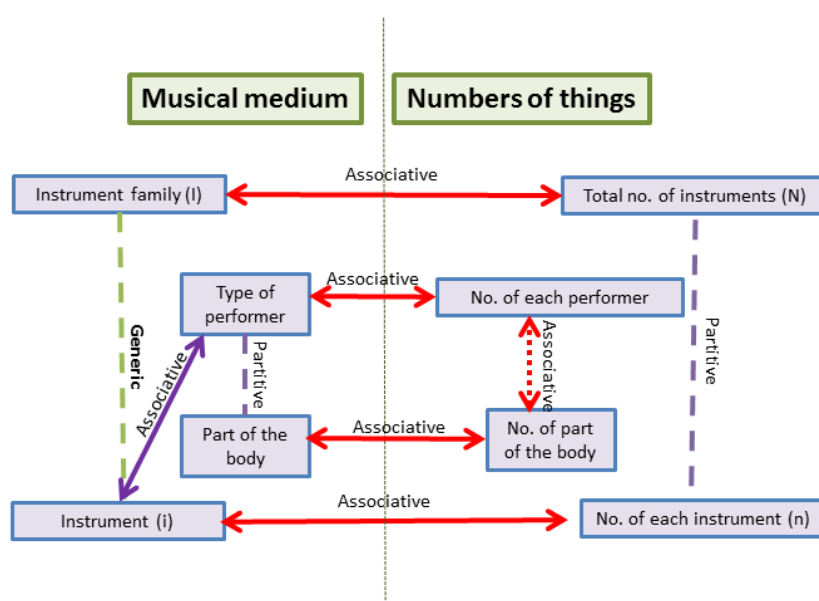 Musical medium
Numbers of things
Associative
Instrument family (I)
Total no. of instruments (N)
Associative
Type of
performer
No. of each performer
Generic
Associative
Partitive
Associative
Partitive
Part of the
body
Associative
No. of part
of the body
Associative
Instrument (i)
No. of each instrument (n)